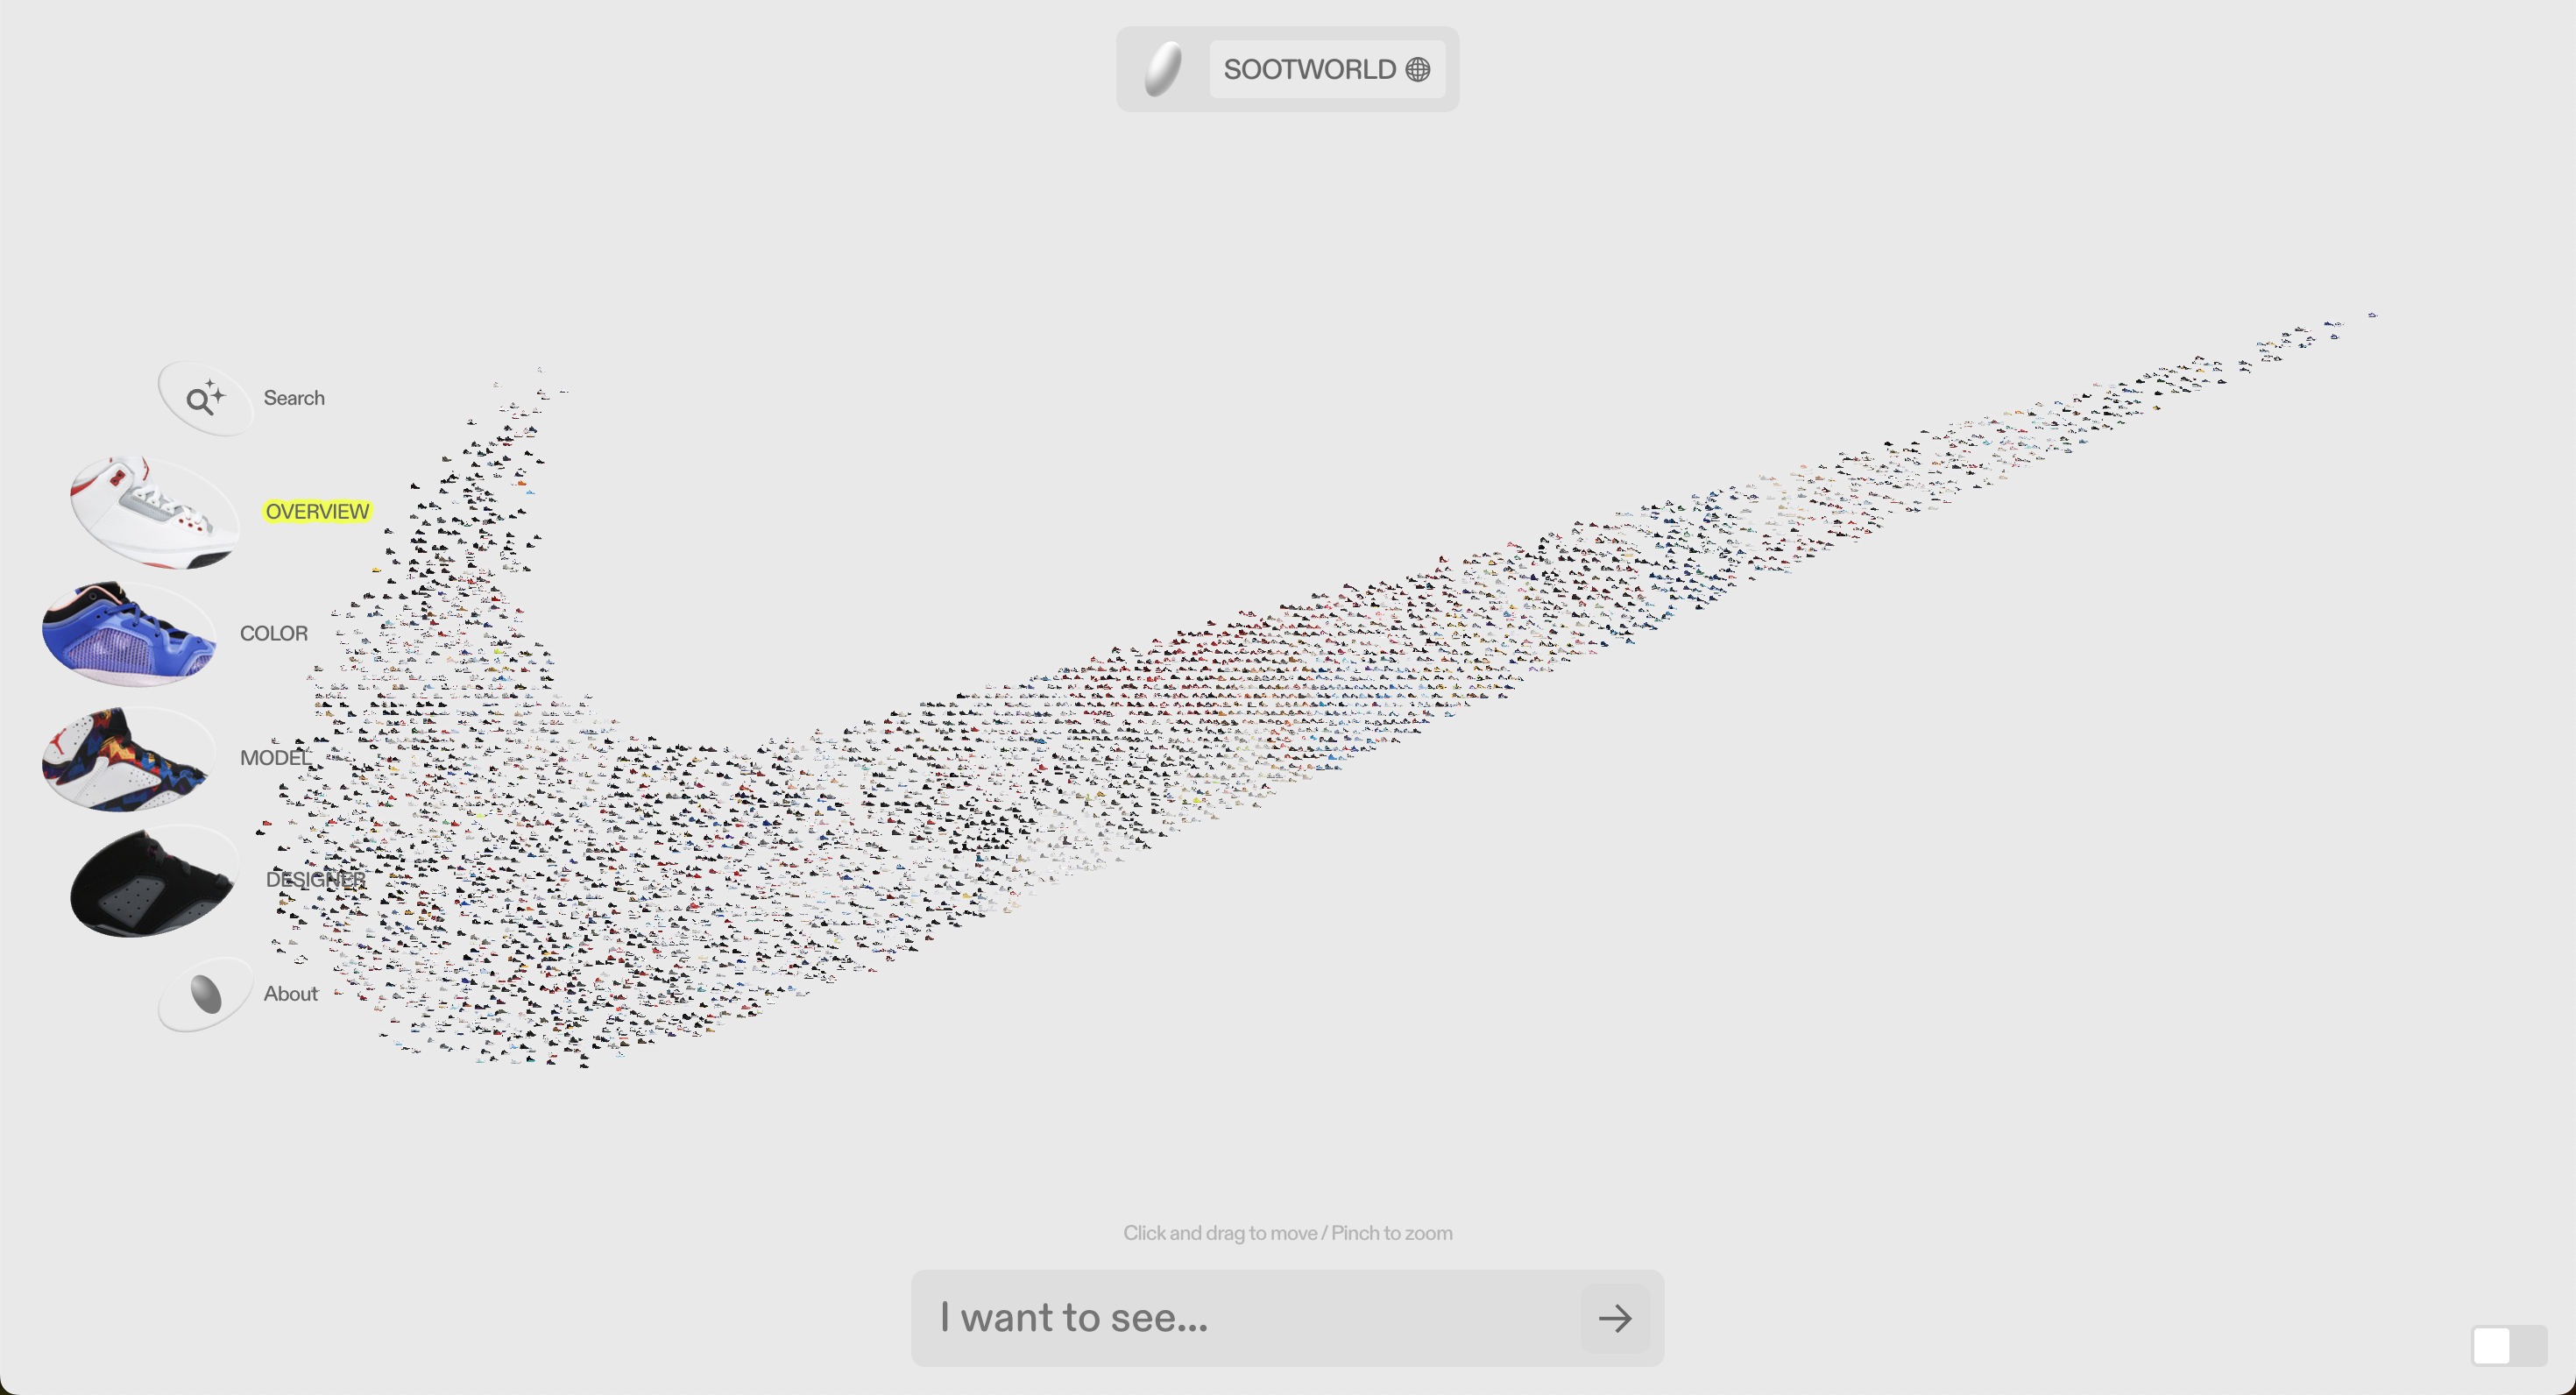 SOOTWORLD
Search
OVERVIEW
COLOR
MODEL
DESIGNER
About
Click and drag to move / Pinch to zoom
I want to see...